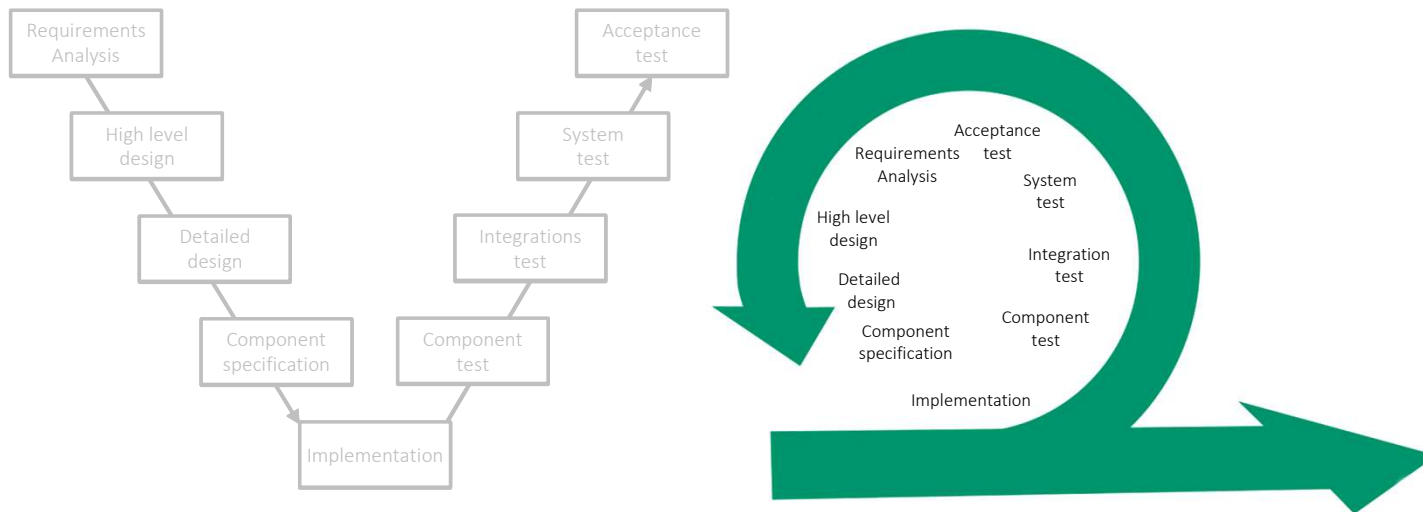 Requirements
Analysis
High level
design
Detailed
design
Component
specification
Implementation
Component
test
Integrations
test
System
test
Acceptance
test
Requirements
Analysis
High level
design
Detailed
design
Component
specification
Implementation
Component
test
Integration
test
System
test
Acceptance
test